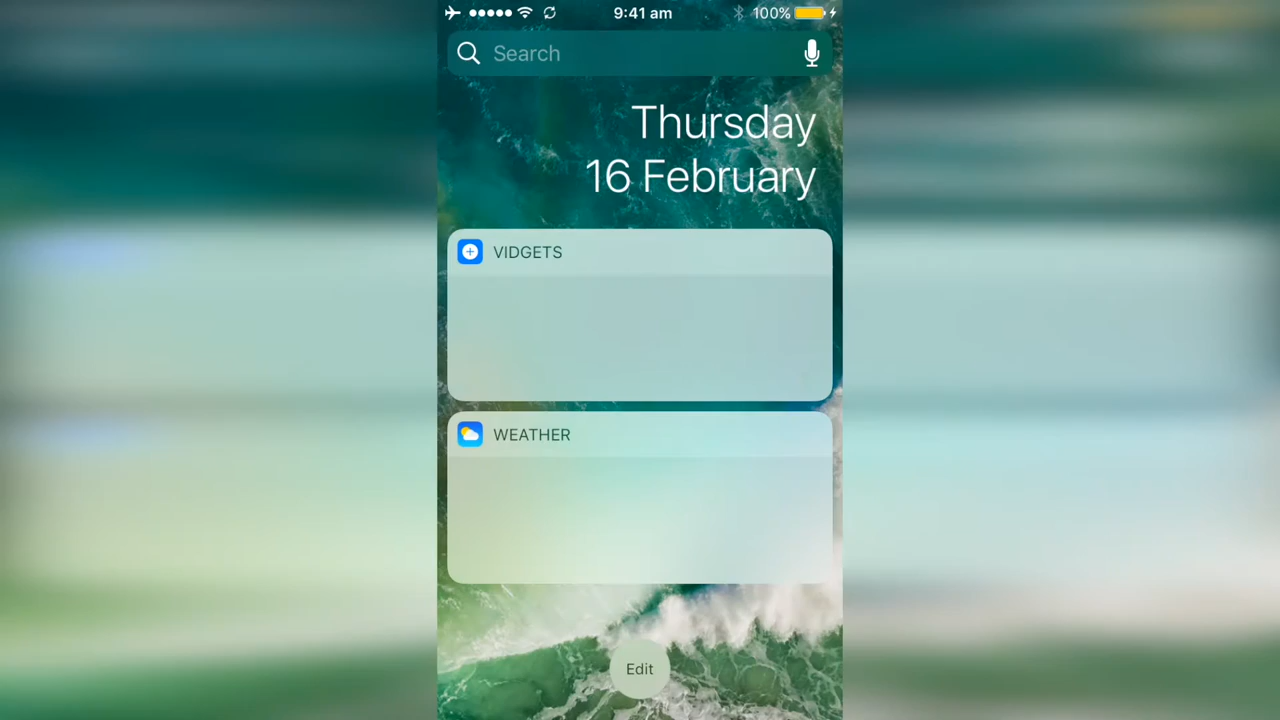 9:41 am
100%
Search
Thursday
16 February
VIDGETS
WEATHER
Edit